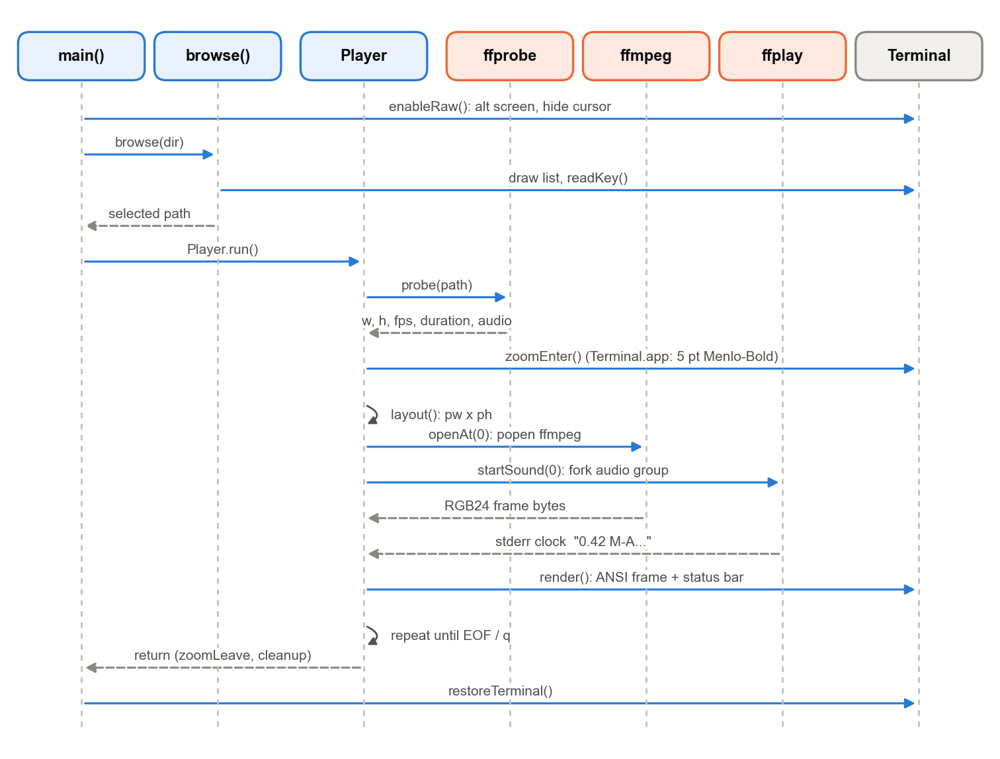 main()
browse()
Player
ffprobe
ffmpeg
ffplay
Terminal
enableRaw(): alt screen, hide cursor
browse(dir)
draw list, readKey()
selected path
Player.run()
probe(path)
w, h, fps, duration, audio
zoomEnter() (Terminal.app: 5 pt Menlo-Bold)
layout(): pw x ph
openAt(0): popen ffmpeg
startSound(0): fork audio group
RGB24 frame bytes
stderr clock  "0.42 M-A..."
render(): ANSI frame + status bar
repeat until EOF / q
return (zoomLeave, cleanup)
restoreTerminal()